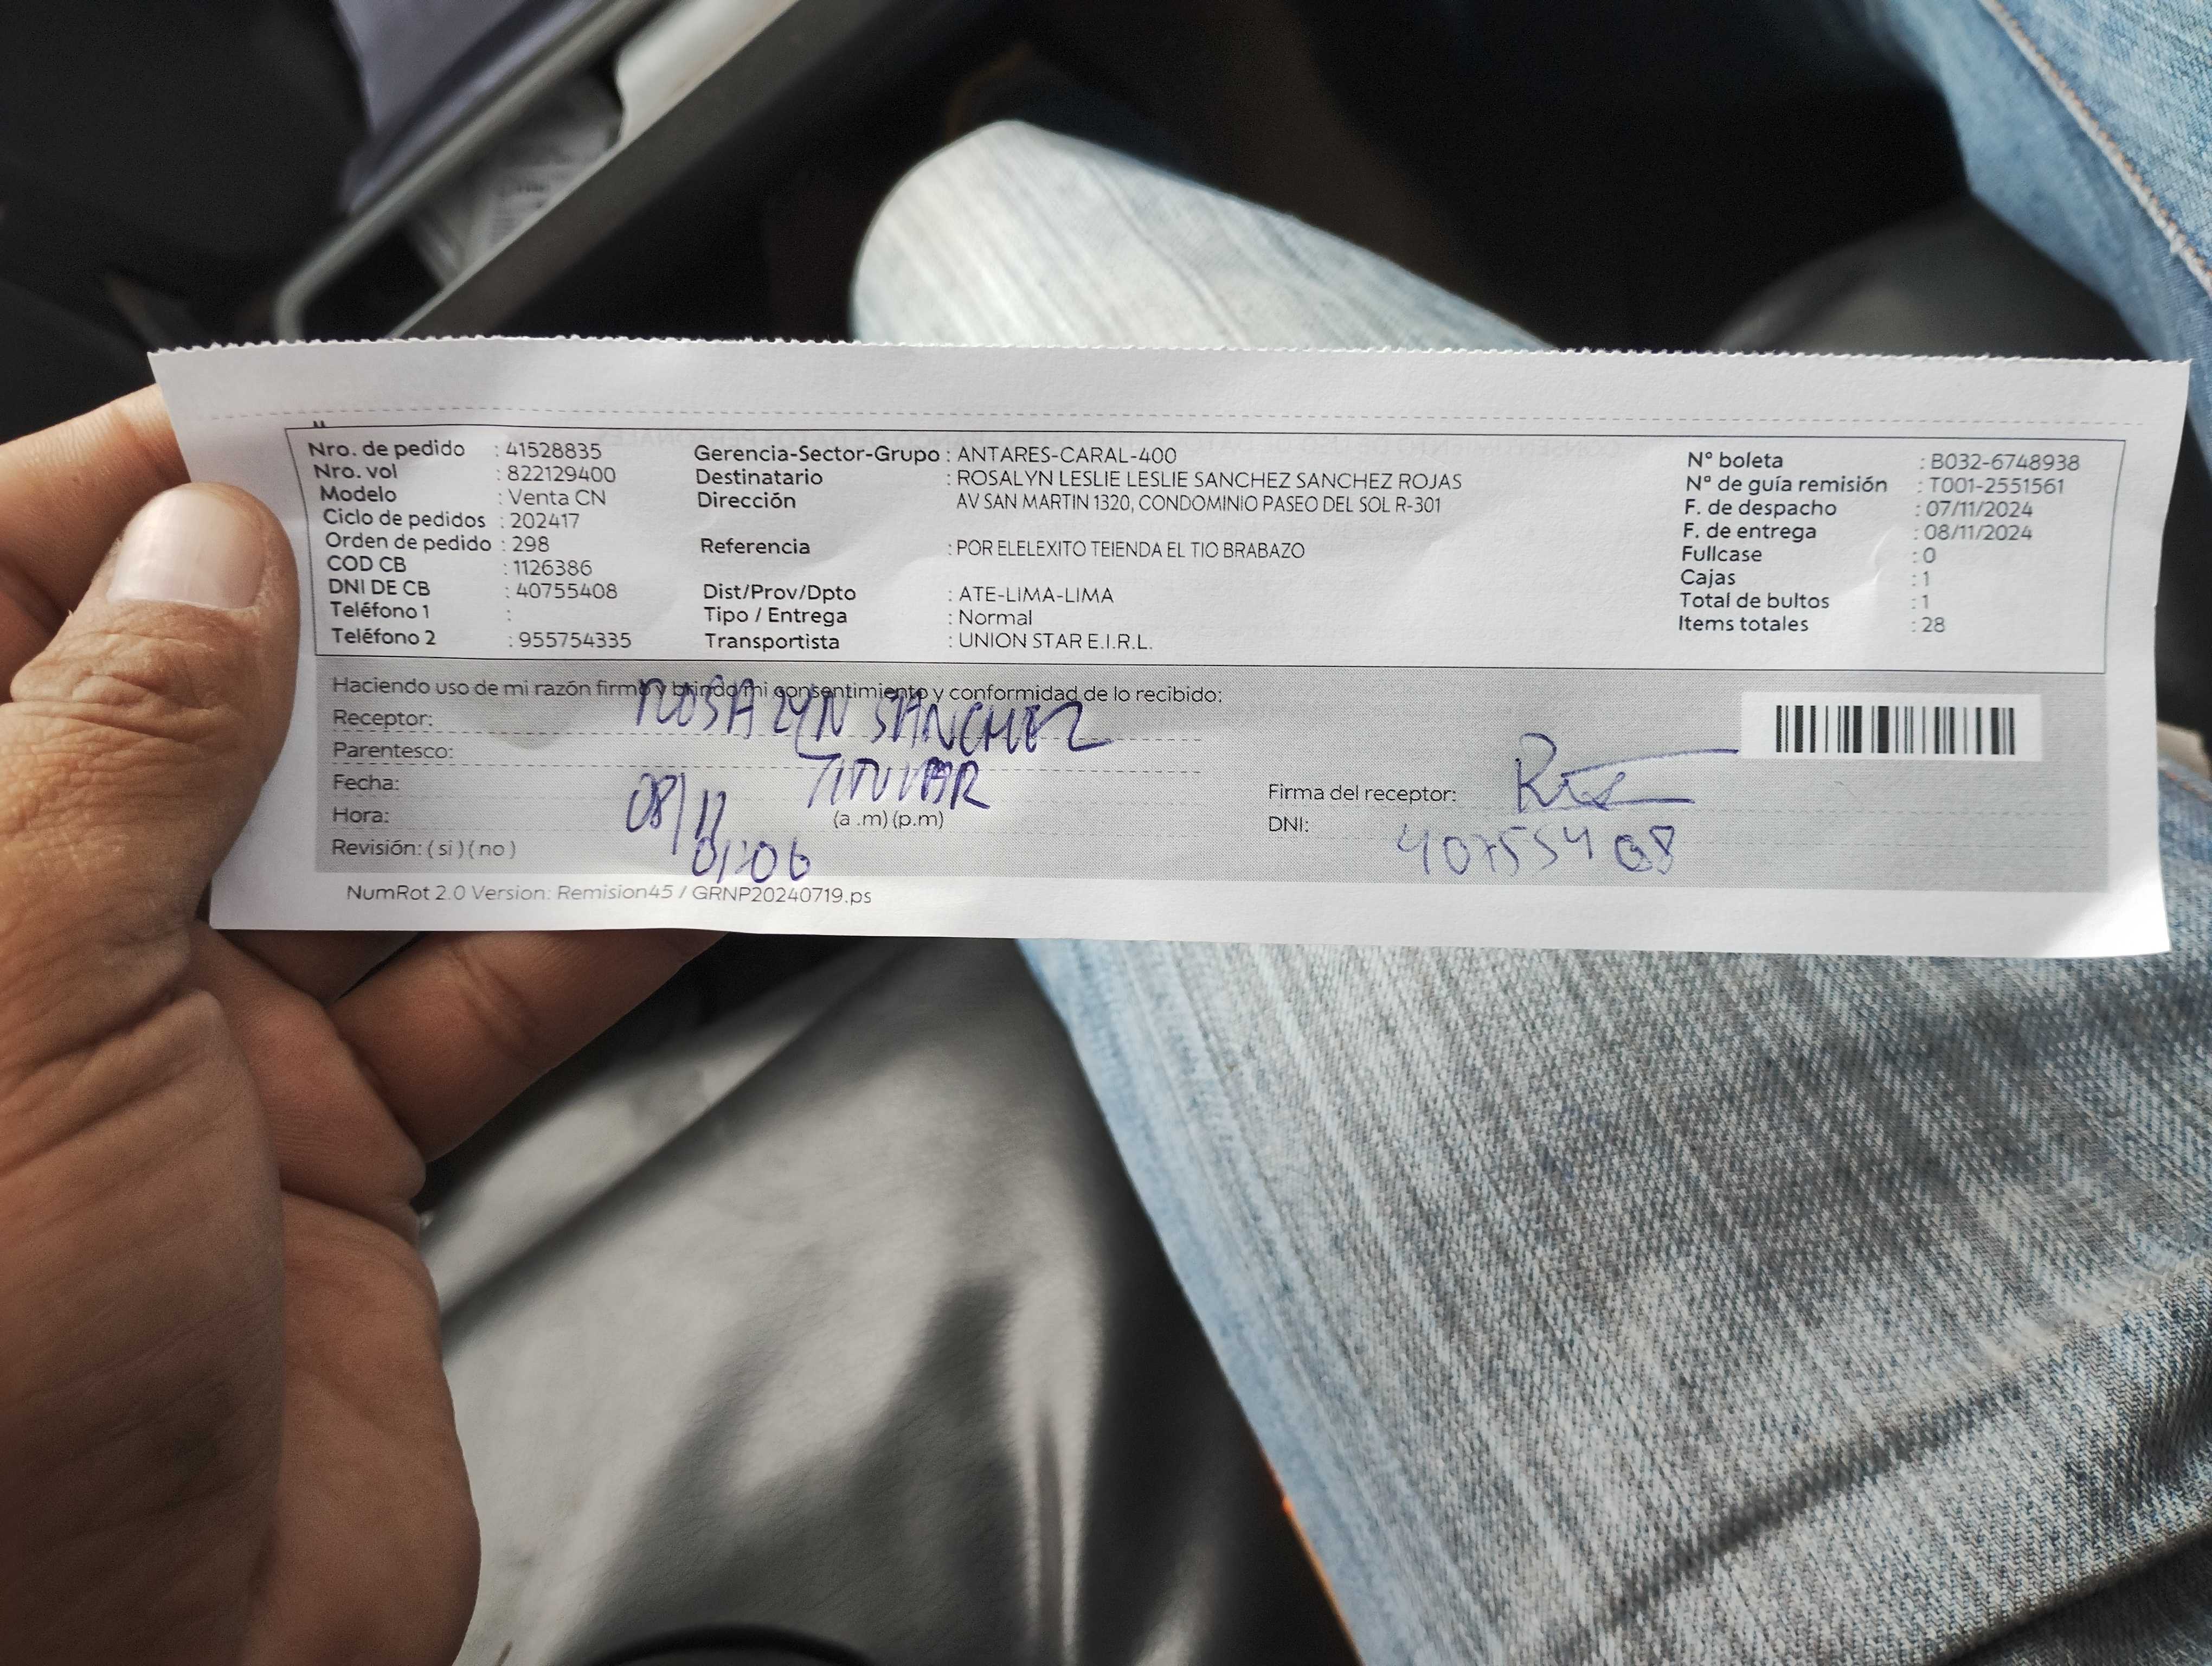 Nro. de pedido : 41528835
Nro. vol : 822129400
Modelo : Venta CN
Ciclo de pedidos : 202417
Orden de pedido : 298
COD CB : 1126386
DNI DE CB : 40755408
Teléfono 1 :
Teléfono 2 : 955754335
Gerencia-Sector-Grupo : ANTARES-CARAL-400
Destinatario : ROSALYN LESLIE LESLIE SANCHEZ SANCHEZ ROJAS
Dirección AV SAN MARTIN 1320, CONDOMINIO PASEO DEL SOL R-301
Referencia : POR ELELEXITO TEIENDA EL TIO BRABAZO
Dist/Prov/Dpto : ATE-LIMA-LIMA
Tipo / Entrega : Normal
Transportista : UNION STAR E.I.R.L.
N° boleta : B032-6748938
N° de guía remisión : T001-2551561
F. de despacho : 07/11/2024
F. de entrega : 08/11/2024
Fullcase : 0
Cajas : 1
Total de bultos : 1
Items totales : 28
Haciendo uso de mi razón firmo y brindo mi consentimiento y conformidad de lo recibido:
Receptor: ROSALYN SANCHEZ
Parentesco: TITULAR
Fecha: 08/11
Hora: 01:06 (a .m) (p.m)
Revisión: ( si ) ( no )
Firma del receptor:
DNI: 40755408
NumRot 2.0 Version: Remision45 / GRNP20240719.ps